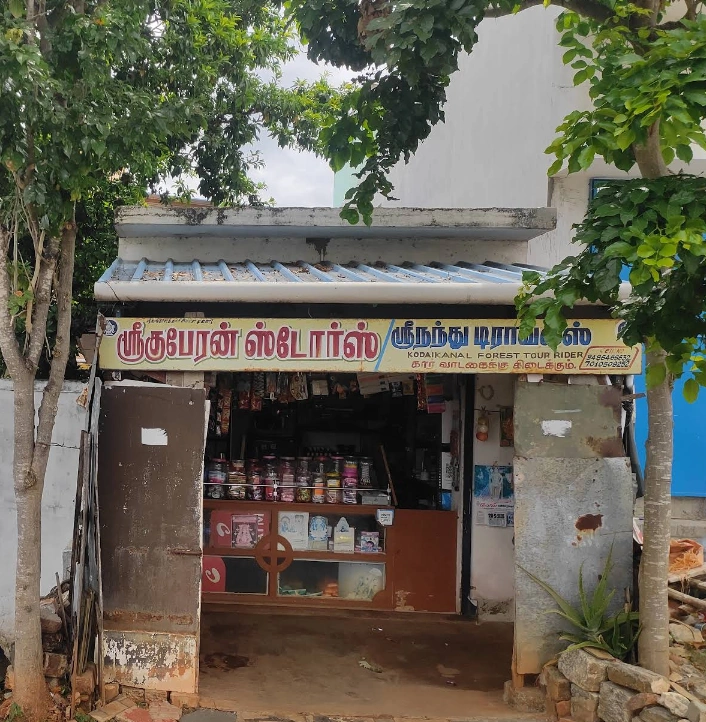 ஸ்ரீகுபேரன் ஸ்டோர்ஸ் / ஸ்ரீநந்து டிராவல்ஸ்
KODAIKANAL FOREST TOUR RIDER
கார் வாடகைக்கு கிடைக்கும்.